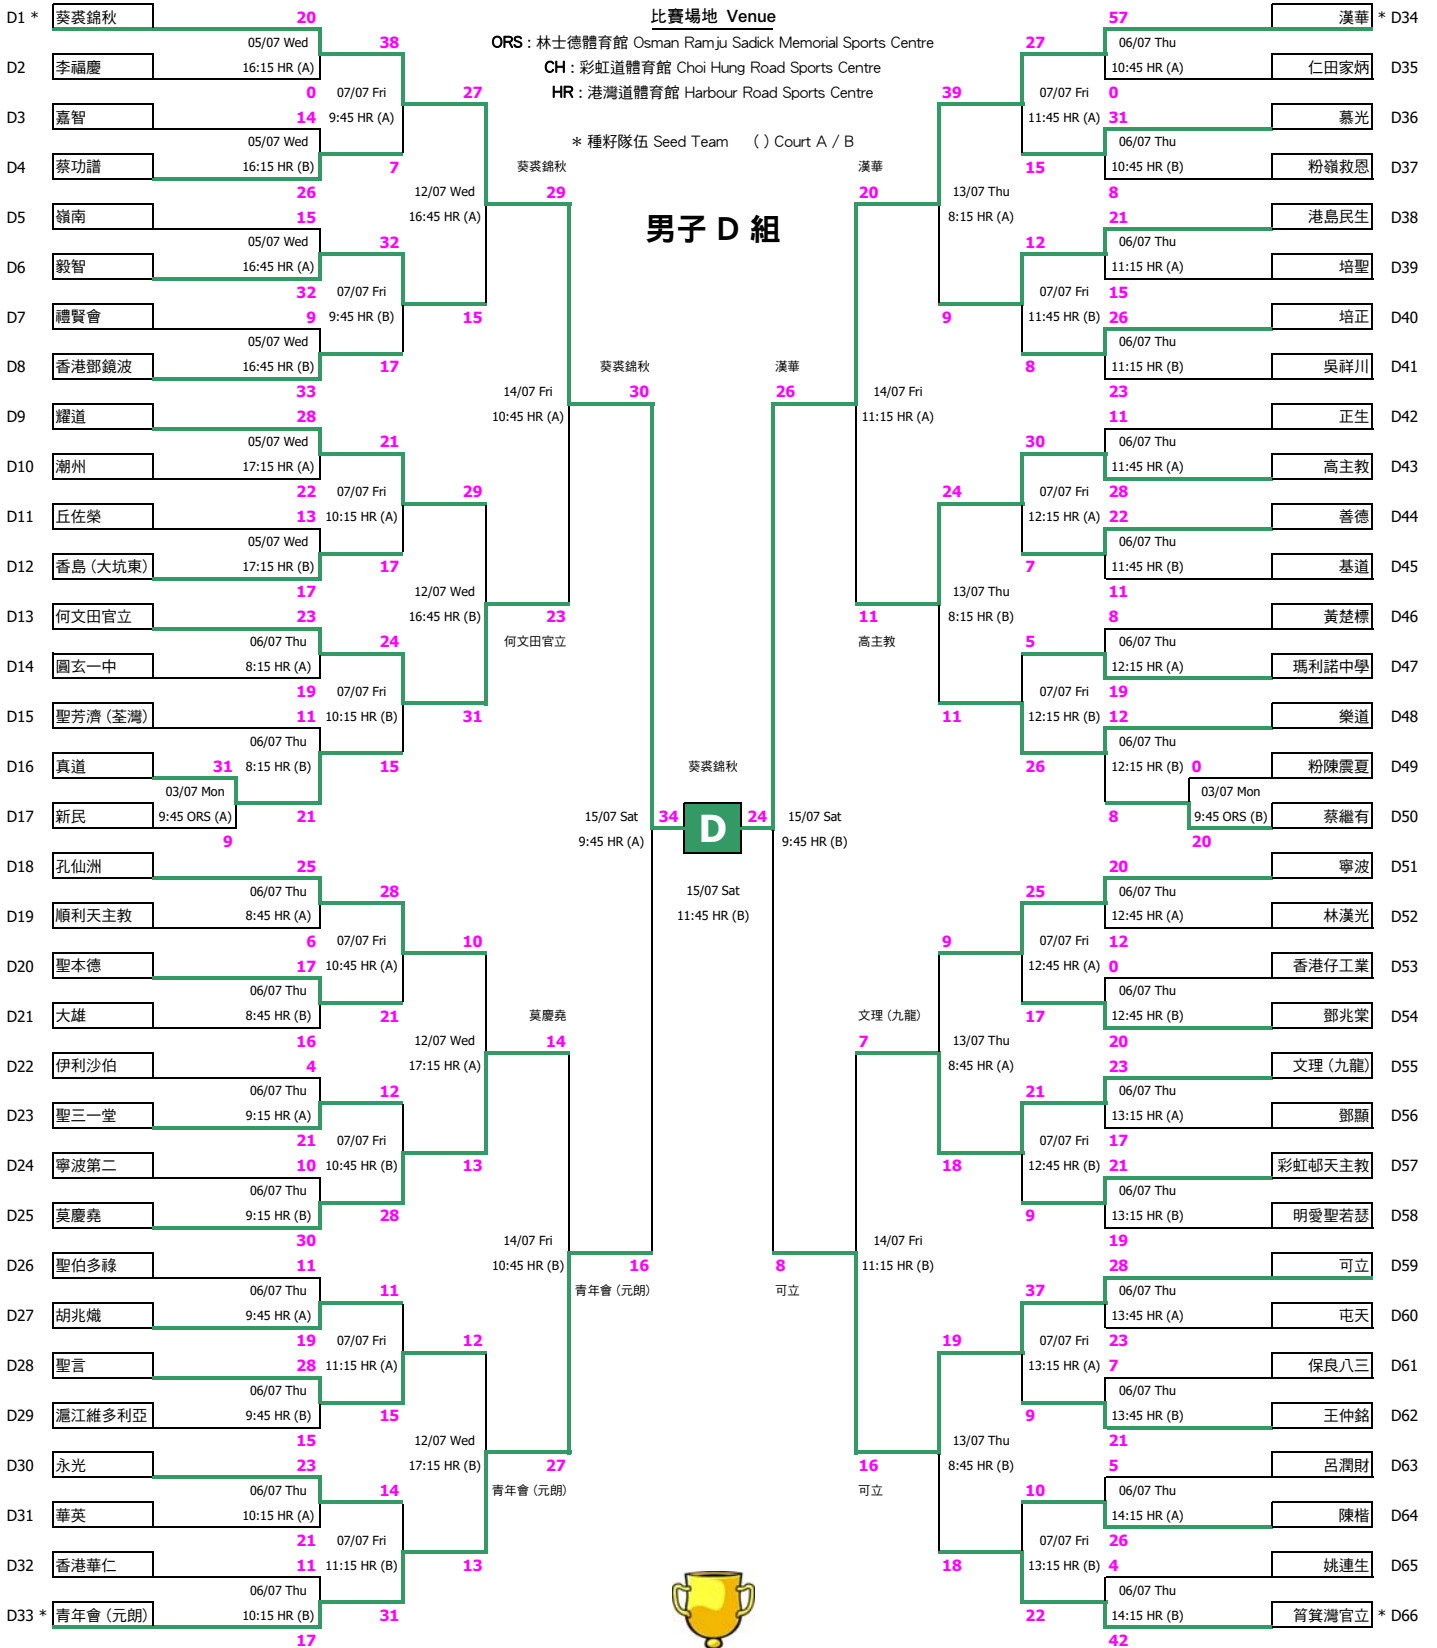 比賽場地 Venue
ORS : 林士德體育館 Osman Ramju Sadick Memorial Sports Centre
CH : 彩虹道體育館 Choi Hung Road Sports Centre
HR : 港灣道體育館 Harbour Road Sports Centre
* 種籽隊伍 Seed Team ( ) Court A / B
男子 D 組
D1 * 葵裘錦秋 20
05/07 Wed 38
D2 李福慶 16:15 HR (A)
0 07/07 Fri 27
D3 嘉智 14 9:45 HR (A)
05/07 Wed
D4 蔡功譜 16:15 HR (B) 7 葵裘錦秋
26 12/07 Wed 29
D5 嶺南 15 16:45 HR (A)
05/07 Wed 32
D6 毅智 16:45 HR (A)
32 07/07 Fri
D7 禮賢會 9 9:45 HR (B) 15
05/07 Wed
D8 香港鄧鏡波 16:45 HR (B) 17 葵裘錦秋
33 14/07 Fri 30
D9 耀道 28 10:45 HR (A)
05/07 Wed 21
D10 潮州 17:15 HR (A)
22 07/07 Fri 29
D11 丘佐榮 13 10:15 HR (A)
05/07 Wed
D12 香島 (大坑東) 17:15 HR (B) 17
17 12/07 Wed
D13 何文田官立 23 16:45 HR (B) 23
06/07 Thu 24 何文田官立
D14 圓玄一中 8:15 HR (A)
19 07/07 Fri
D15 聖芳濟 (荃灣) 11 10:15 HR (B) 31
06/07 Thu
D16 真道 31 8:15 HR (B) 15 葵裘錦秋
03/07 Mon
D17 新民 9:45 ORS (A) 21 15/07 Sat 34 D 24 15/07 Sat
9 9:45 HR (A) 9:45 HR (B)
D18 孔仙洲 25
06/07 Thu 28 15/07 Sat
D19 順利天主教 8:45 HR (A) 11:45 HR (B)
6 07/07 Fri 10
D20 聖本德 17 10:45 HR (A)
06/07 Thu
D21 大雄 8:45 HR (B) 21 莫慶堯
16 12/07 Wed 14
D22 伊利沙伯 4 17:15 HR (A)
06/07 Thu 12
D23 聖三一堂 9:15 HR (A)
21 07/07 Fri
D24 寧波第二 10 10:45 HR (B) 13
06/07 Thu
D25 莫慶堯 9:15 HR (B) 28
30 14/07 Fri
D26 聖伯多祿 11 10:45 HR (B) 16
06/07 Thu 11 青年會 (元朗)
D27 胡兆熾 9:45 HR (A)
19 07/07 Fri 12
D28 聖言 28 11:15 HR (A)
06/07 Thu
D29 滬江維多利亞 9:45 HR (B) 15
15 12/07 Wed
D30 永光 23 17:15 HR (B) 27
06/07 Thu 14 青年會 (元朗)
D31 華英 10:15 HR (A)
21 07/07 Fri
D32 香港華仁 11 11:15 HR (B) 13
06/07 Thu
D33 * 青年會 (元朗) 10:15 HR (B) 31
17
57 漢華 * D34
27 06/07 Thu
10:45 HR (A) 仁田家炳 D35
39 07/07 Fri 0
11:45 HR (A) 31 慕光 D36
06/07 Thu
漢華 15 10:45 HR (B) 粉嶺救恩 D37
20 13/07 Thu 8
8:15 HR (A) 21 港島民生 D38
12 06/07 Thu
11:15 HR (A) 培聖 D39
07/07 Fri 15
9 11:45 HR (B) 26 培正 D40
06/07 Thu
漢華 8 11:15 HR (B) 吳祥川 D41
26 14/07 Fri 23
11:15 HR (A) 11 正生 D42
30 06/07 Thu
11:45 HR (A) 高主教 D43
24 07/07 Fri 28
12:15 HR (A) 22 善德 D44
06/07 Thu
7 11:45 HR (B) 基道 D45
13/07 Thu 11
11 8:15 HR (B) 8 黃楚標 D46
高主教 5 06/07 Thu
12:15 HR (A) 瑪利諾中學 D47
07/07 Fri 19
11 12:15 HR (B) 12 樂道 D48
06/07 Thu
26 12:15 HR (B) 0 粉陳震夏 D49
03/07 Mon
8 9:45 ORS (B) 蔡繼有 D50
20
20 寧波 D51
25 06/07 Thu
12:45 HR (A) 林漢光 D52
9 07/07 Fri 12
12:45 HR (A) 0 香港仔工業 D53
06/07 Thu
文理 (九龍) 17 12:45 HR (B) 鄧兆棠 D54
7 13/07 Thu 20
8:45 HR (A) 23 文理 (九龍) D55
21 06/07 Thu
13:15 HR (A) 鄧顯 D56
07/07 Fri 17
18 12:45 HR (B) 21 彩虹邨天主教 D57
06/07 Thu
9 13:15 HR (B) 明愛聖若瑟 D58
14/07 Fri 19
8 11:15 HR (B) 28 可立 D59
可立 37 06/07 Thu
13:45 HR (A) 屯天 D60
19 07/07 Fri 23
13:15 HR (A) 7 保良八三 D61
06/07 Thu
9 13:45 HR (B) 王仲銘 D62
13/07 Thu 21
16 8:45 HR (B) 5 呂潤財 D63
可立 10 06/07 Thu
14:15 HR (A) 陳楷 D64
07/07 Fri 26
18 13:15 HR (B) 4 姚連生 D65
06/07 Thu
22 14:15 HR (B) 筲箕灣官立 * D66
42